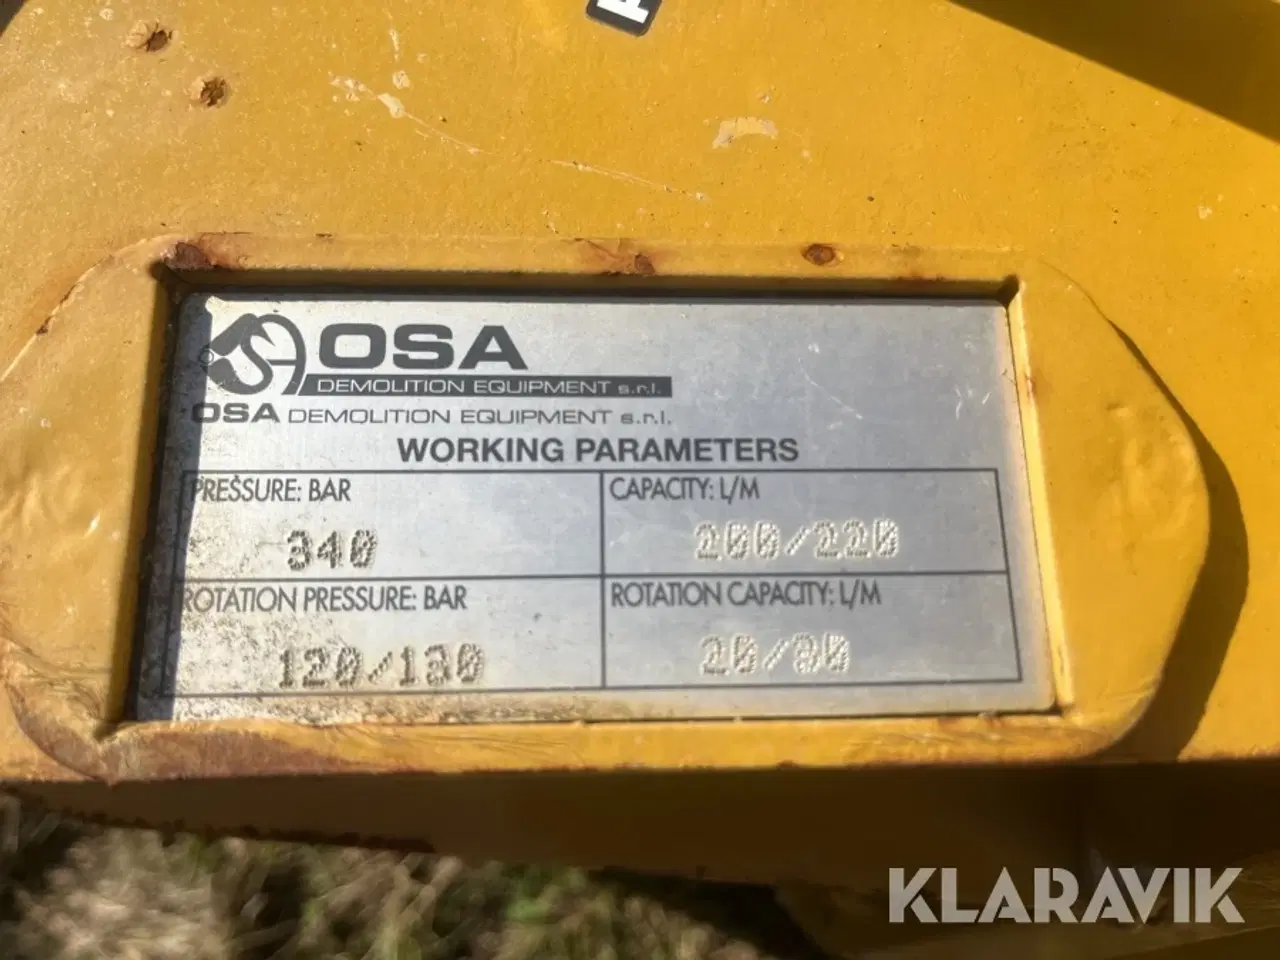 OSA
DEMOLITION EQUIPMENT s.r.l.
OSA DEMOLITION EQUIPMENT s.r.l.
WORKING PARAMETERS
PRESSURE: BAR
340
CAPACITY: L/M
200/220
ROTATION PRESSURE: BAR
120/130
ROTATION CAPACITY: L/M
20/30
KLARAVIK